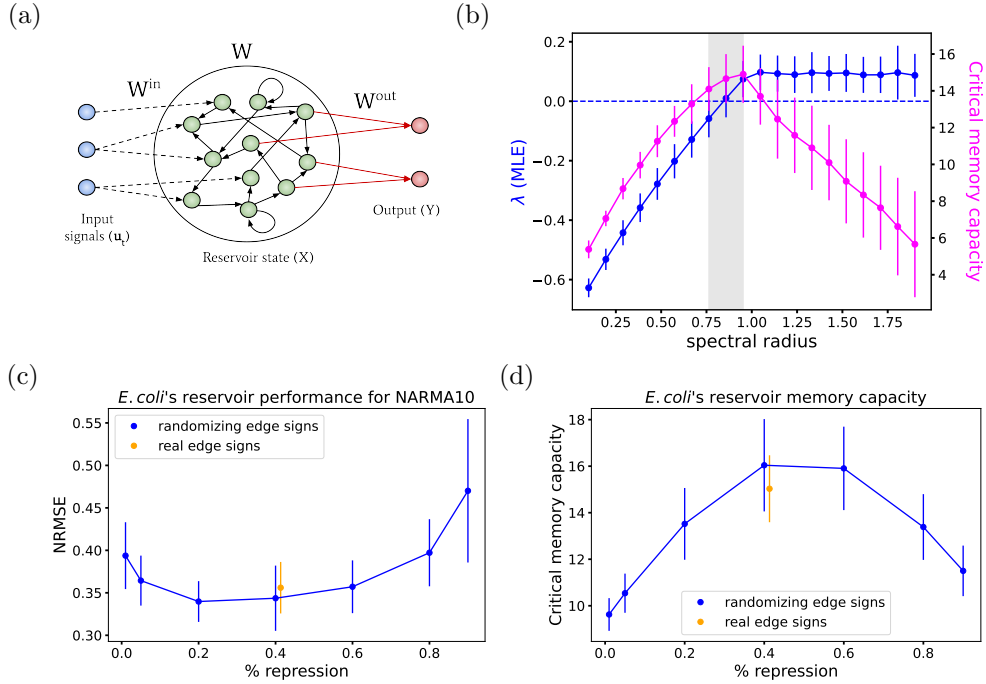 (a)
W
W^in
W^out
Input
signals (u_t)
Reservoir state (X)
Output (Y)
(b)
0.2
0.0
−0.2
−0.4
−0.6
λ (MLE)
16
14
12
10
8
6
4
Critical memory
capacity
0.25 0.50 0.75 1.00 1.25 1.50 1.75
spectral radius
(c)
E. coli's reservoir performance for NARMA10
randomizing edge signs
real edge signs
0.55
0.50
0.45
0.40
0.35
0.30
NRMSE
0.0 0.2 0.4 0.6 0.8
% repression
(d)
E. coli's reservoir memory capacity
18
16
14
12
10
Critical memory capacity
randomizing edge signs
real edge signs
0.0 0.2 0.4 0.6 0.8
% repression